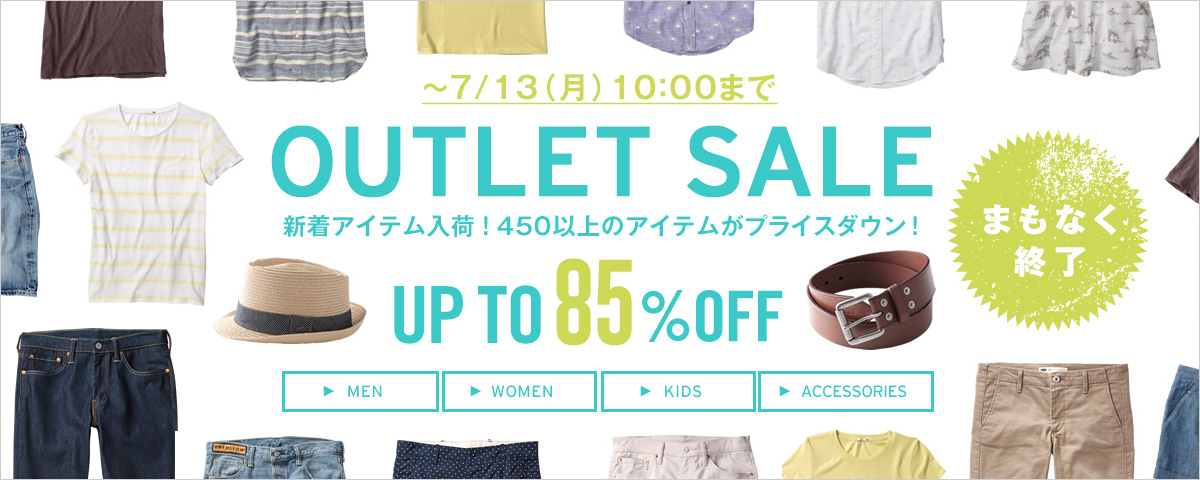 ～7/13（月）10:00まで
OUTLET SALE
新着アイテム入荷！450以上のアイテムがプライスダウン！
UP TO 85%OFF
まもなく
終了
MEN
WOMEN
KIDS
ACCESSORIES
UNFOLLOW